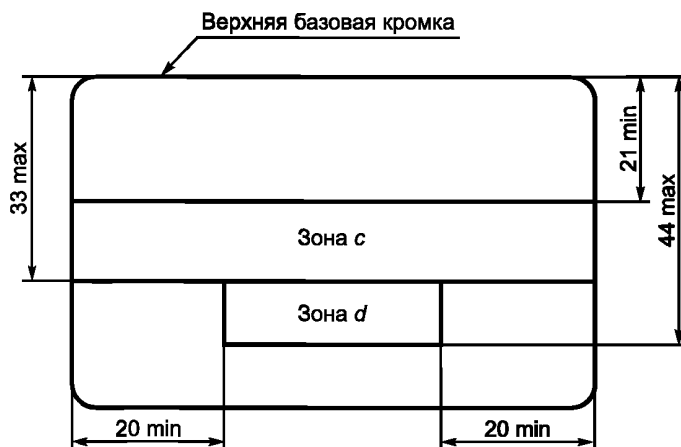 Верхняя базовая кромка
33 max
21 min
44 max
Зона c
Зона d
20 min
20 min